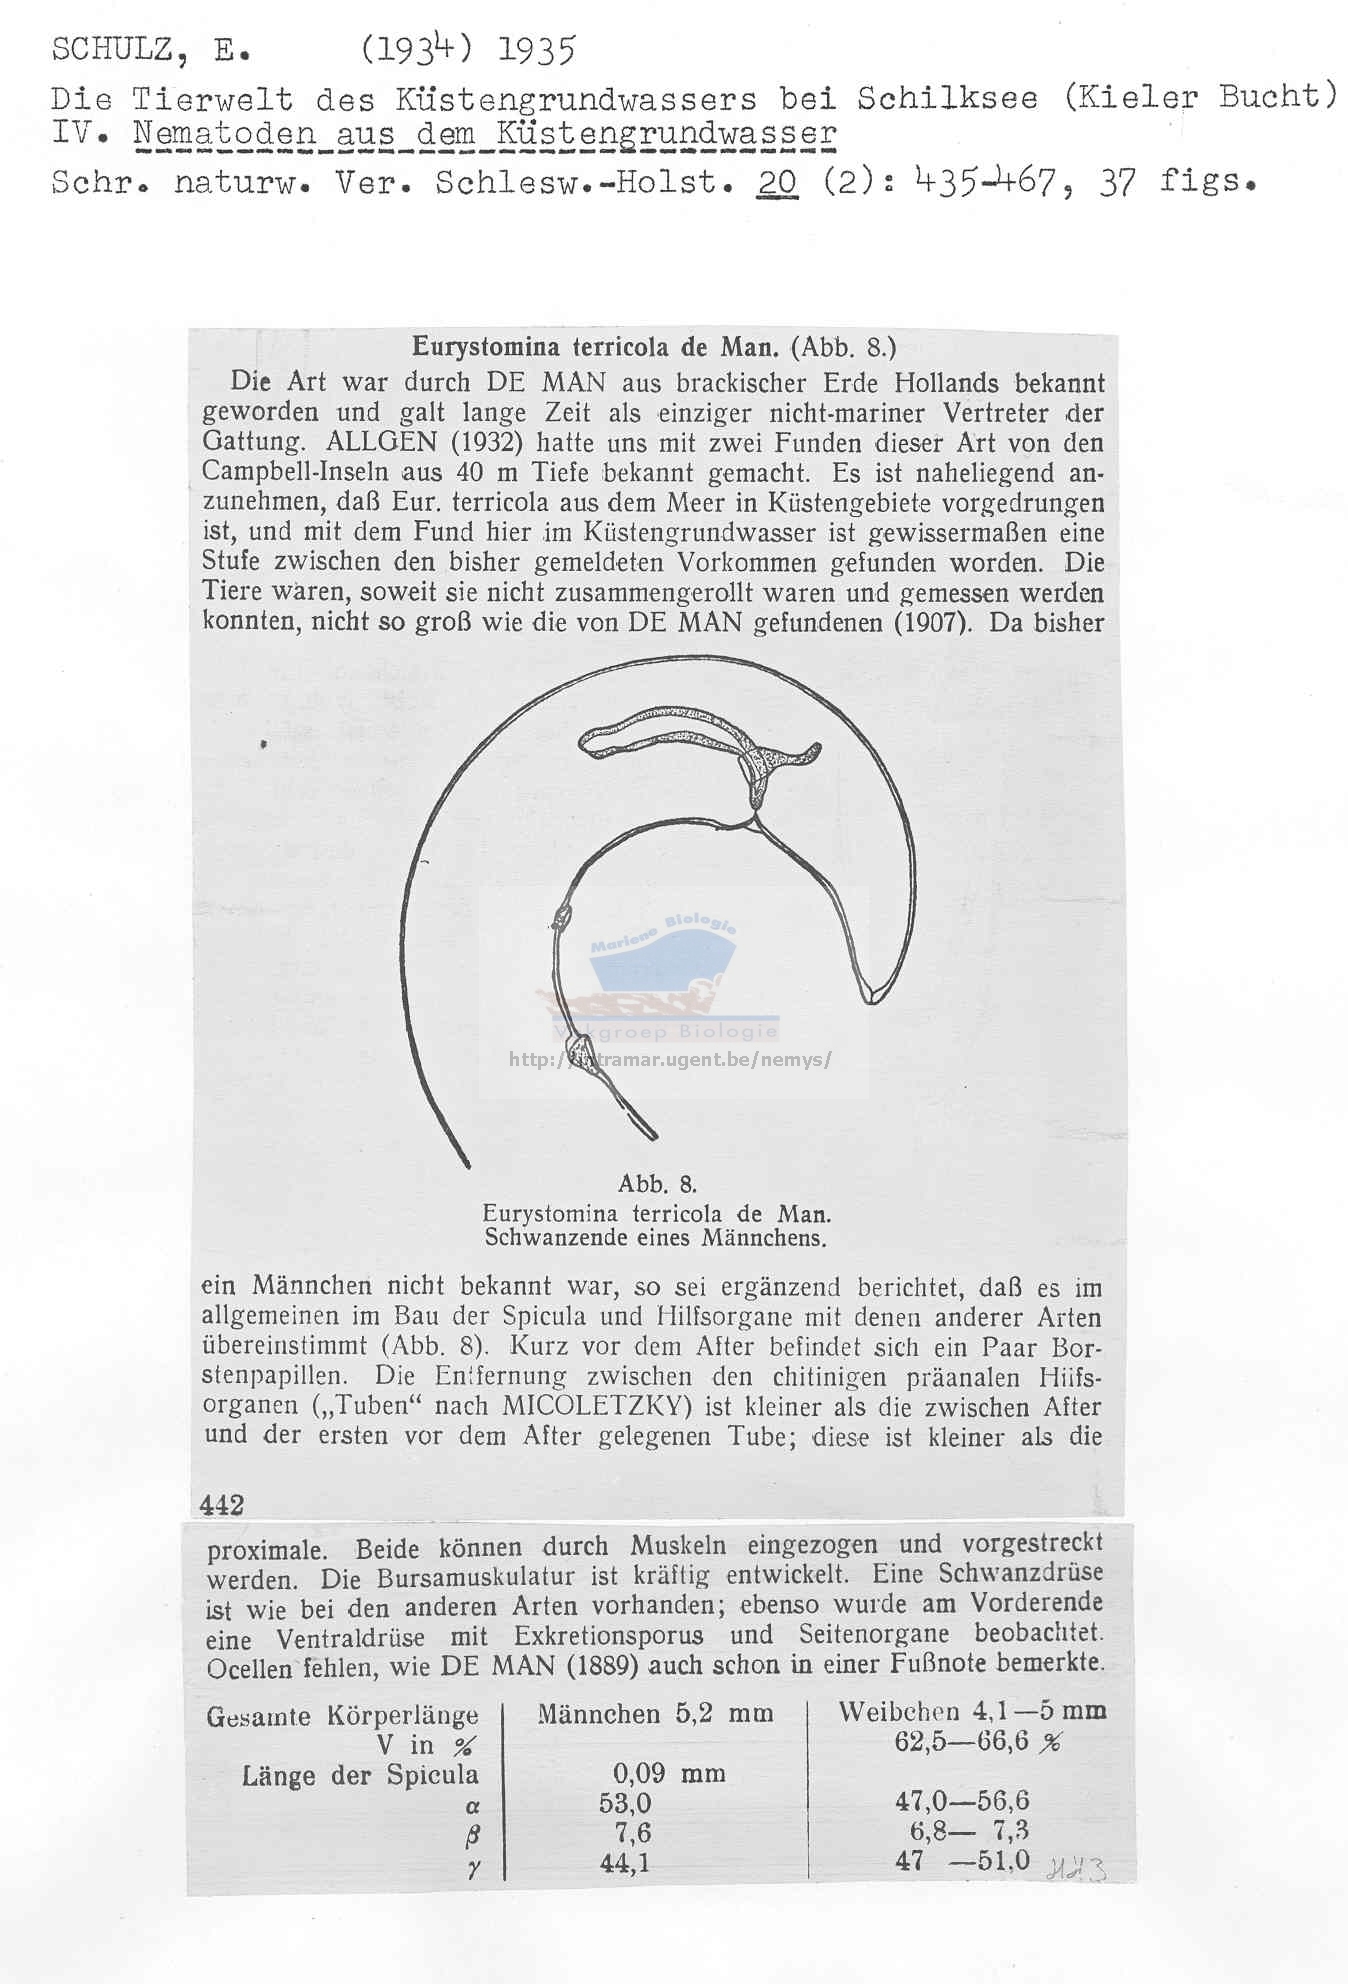 SCHULZ, E. (1934) 1935
Die Tierwelt des Küstengrundwassers bei Schilksee (Kieler Bucht)
IV. Nematoden aus dem Küstengrundwasser
Schr. naturw. Ver. Schlesw.-Holst. 20 (2): 435-467, 37 figs.
Eurystomina terricola de Man. (Abb. 8.)
Die Art war durch DE MAN aus brackischer Erde Hollands bekannt
geworden und galt lange Zeit als einziger nicht-mariner Vertreter der
Gattung. ALLGEN (1932) hatte uns mit zwei Funden dieser Art von den
Campbell-Inseln aus 40 m Tiefe bekannt gemacht. Es ist naheliegend an-
zunehmen, daß Eur. terricola aus dem Meer in Küstengebiete vorgedrungen
ist, und mit dem Fund hier im Küstengrundwasser ist gewissermaßen eine
Stufe zwischen den bisher gemeldeten Vorkommen gefunden worden. Die
Tiere waren, soweit sie nicht zusammengerollt waren und gemessen werden
konnten, nicht so groß wie die von DE MAN gefundenen (1907). Da bisher
Mariene Biologie
Vakgroep Biologie
http://intramar.ugent.be/nemys/
Abb. 8.
Eurystomina terricola de Man.
Schwanzende eines Männchens.
ein Männchen nicht bekannt war, so sei ergänzend berichtet, daß es im
allgemeinen im Bau der Spicula und Hilfsorgane mit denen anderer Arten
übereinstimmt (Abb. 8). Kurz vor dem After befindet sich ein Paar Bor-
stenpapillen. Die Entfernung zwischen den chitinigen präanalen Hilfs-
organen („Tuben“ nach MICOLETZKY) ist kleiner als die zwischen After
und der ersten vor dem After gelegenen Tube; diese ist kleiner als die
442
proximale. Beide können durch Muskeln eingezogen und vorgestreckt
werden. Die Bursamuskulatur ist kräftig entwickelt. Eine Schwanzdrüse
ist wie bei den anderen Arten vorhanden; ebenso wurde am Vorderende
eine Ventraldrüse mit Exkretionsporus und Seitenorgane beobachtet.
Ocellen fehlen, wie DE MAN (1889) auch schon in einer Fußnote bemerkte.
Gesamte Körperlänge Männchen 5,2 mm Weibchen 4,1—5 mm
V in % 62,5—66,6 %
Länge der Spicula 0,09 mm
α 53,0 47,0—56,6
β 7,6 6,8— 7,3
γ 44,1 47 —51,0
443